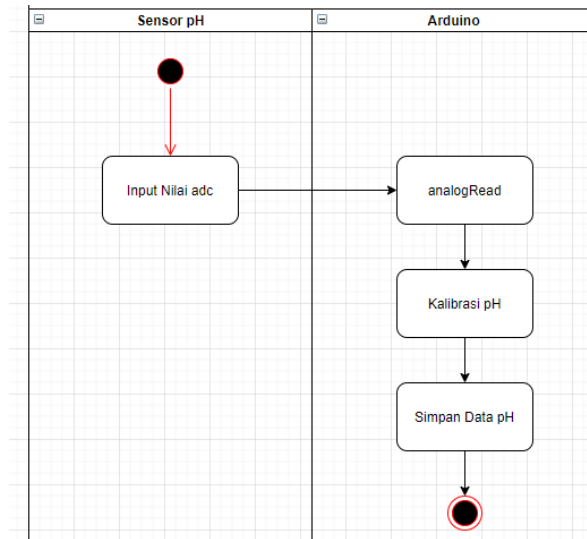 Sensor pH
Arduino
Input Nilai adc
analogRead
Kalibrasi pH
Simpan Data pH